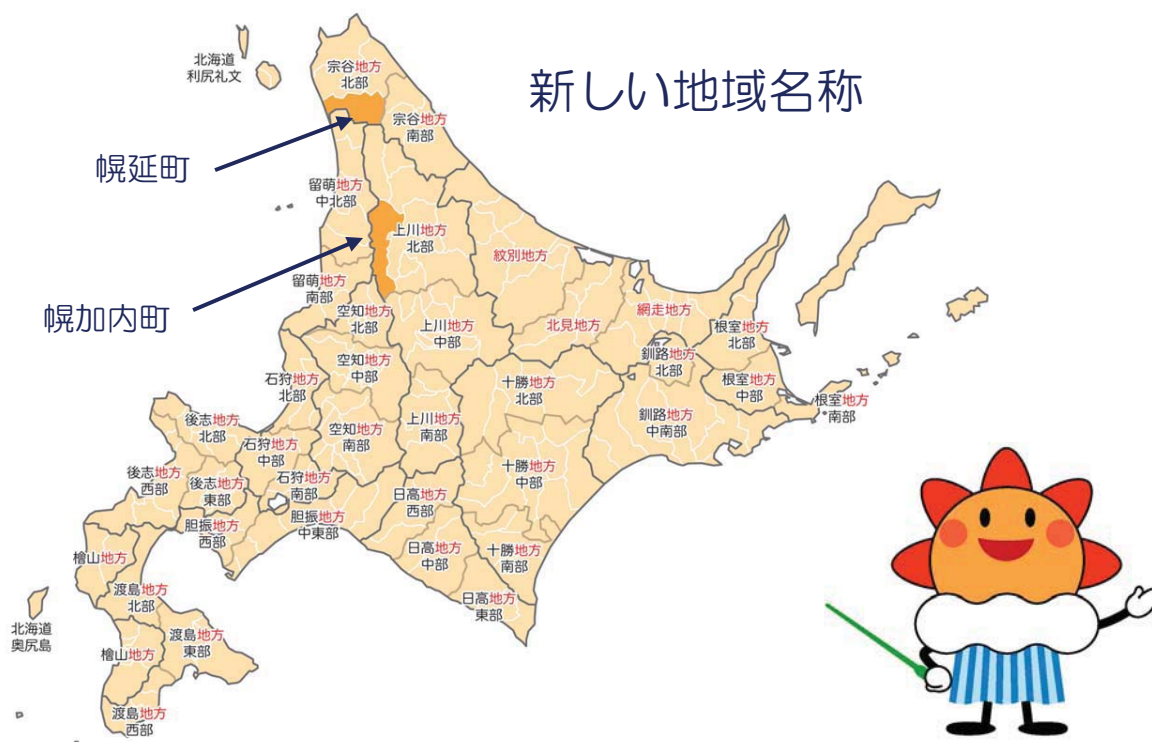 新しい地域名称
北海道
利尻礼文
宗谷地方
北部
宗谷地方
南部
幌延町
留萌地方
中北部
上川地方
北部
紋別地方
幌加内町
留萌地方
南部
空知地方
北部
上川地方
中部
北見地方
網走地方
根室地方
北部
釧路地方
北部
根室地方
中部
根室地方
南部
空知地方
中部
石狩地方
北部
十勝地方
北部
釧路地方
中南部
後志地方
北部
石狩地方
中部
空知地方
南部
上川地方
南部
後志地方
西部
後志地方
東部
石狩地方
南部
十勝地方
中部
日高地方
西部
胆振地方
西部
胆振地方
中東部
檜山地方
日高地方
中部
十勝地方
南部
渡島地方
北部
日高地方
東部
北海道
奥尻島
檜山地方
渡島地方
東部
渡島地方
西部